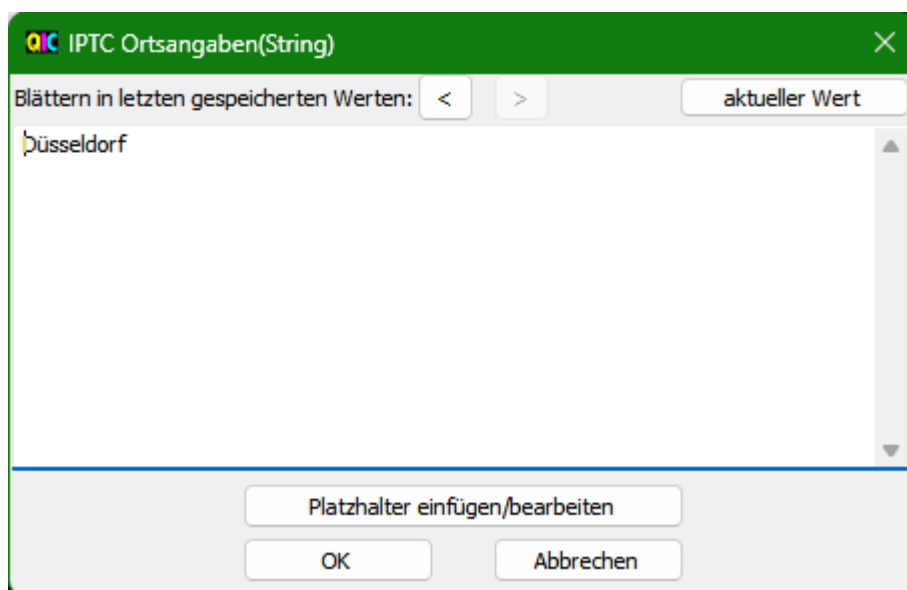 QIC IPTC Ortsangaben(String)
Blättern in letzten gespeicherten Werten: < > aktueller Wert
Düsseldorf
Platzhalter einfügen/bearbeiten
OK Abbrechen